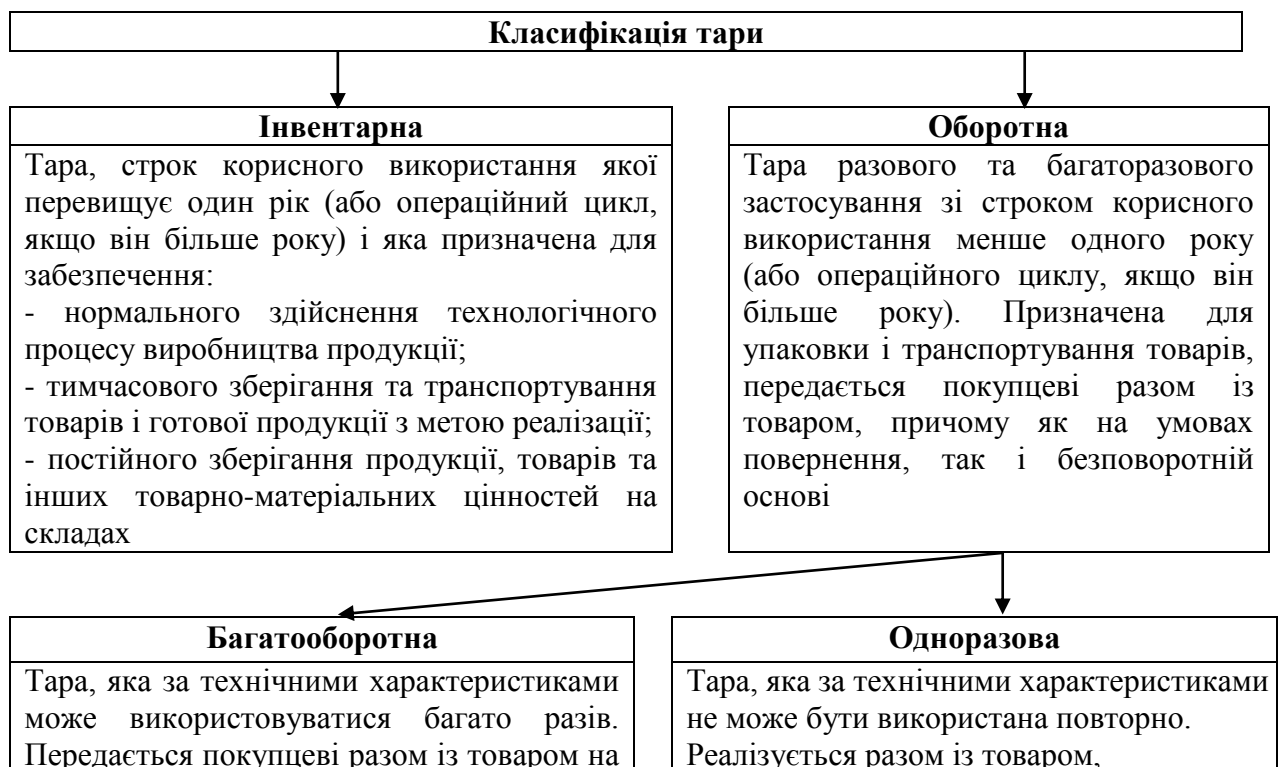 Класифікація тари
Інвентарна
Тара, строк корисного використання якої
перевищує один рік (або операційний цикл,
якщо він більше року) і яка призначена для
забезпечення:
- нормального здійснення технологічного
процесу виробництва продукції;
- тимчасового зберігання та транспортування
товарів і готової продукції з метою реалізації;
- постійного зберігання продукції, товарів та
інших товарно-матеріальних цінностей на
складах
Оборотна
Тара разового та багаторазового
застосування зі строком корисного
використання менше одного року
(або операційного циклу, якщо він
більше року). Призначена для
упаковки і транспортування товарів,
передається покупцеві разом із
товаром, причому як на умовах
повернення, так і безповоротній
основі
Багатооборотна
Тара, яка за технічними характеристиками
може використовуватися багато разів.
Передається покупцеві разом із товаром на
Одноразова
Тара, яка за технічними характеристиками
не може бути використана повторно.
Реалізується разом із товаром,